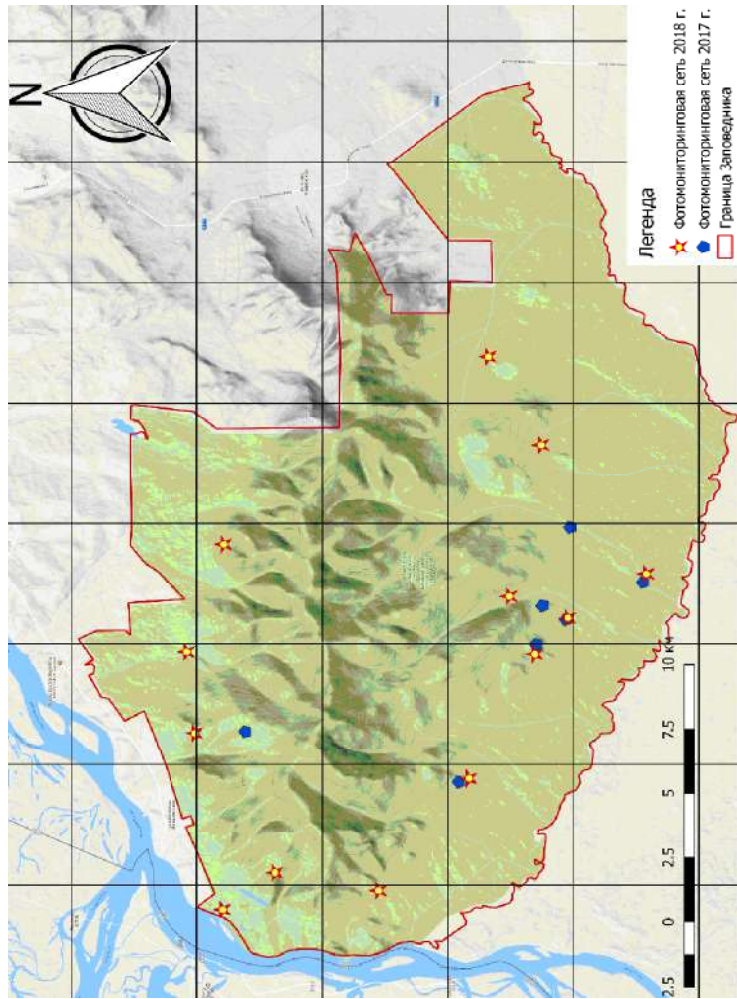 N
Легенда
Фотомониторинговая сеть 2018 г.
Фотомониторинговая сеть 2017 г.
Граница Заповедника
2.5 0 2.5 5 7.5 10 км